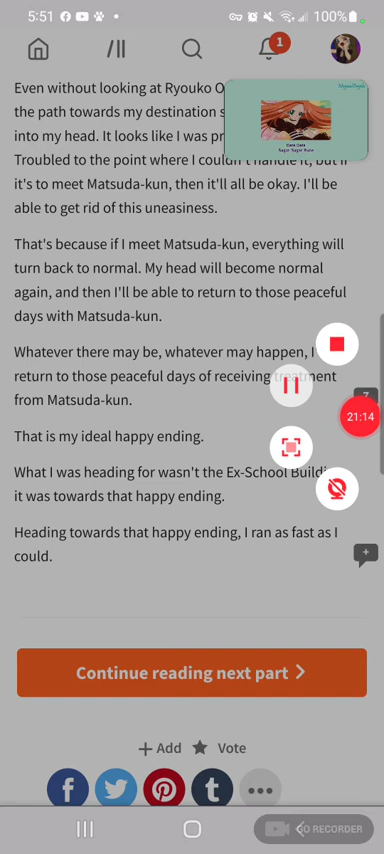 5:51
100%
1
Even without looking at Ryouko O
the path towards my destination s
into my head. It looks like I was pr
Troubled to the point where I couldn't handle it, but if
it's to meet Matsuda-kun, then it'll all be okay. I'll be
able to get rid of this uneasiness.
That's because if I meet Matsuda-kun, everything will
turn back to normal. My head will become normal
again, and then I'll be able to return to those peaceful
days with Matsuda-kun.
Whatever there may be, whatever may happen, I
return to those peaceful days of receiving treatment
from Matsuda-kun.
7
21:14
That is my ideal happy ending.
What I was heading for wasn't the Ex-School Buildi
it was towards that happy ending.
Heading towards that happy ending, I ran as fast as I
could.
+
Continue reading next part
+ Add
Vote
GO RECORDER